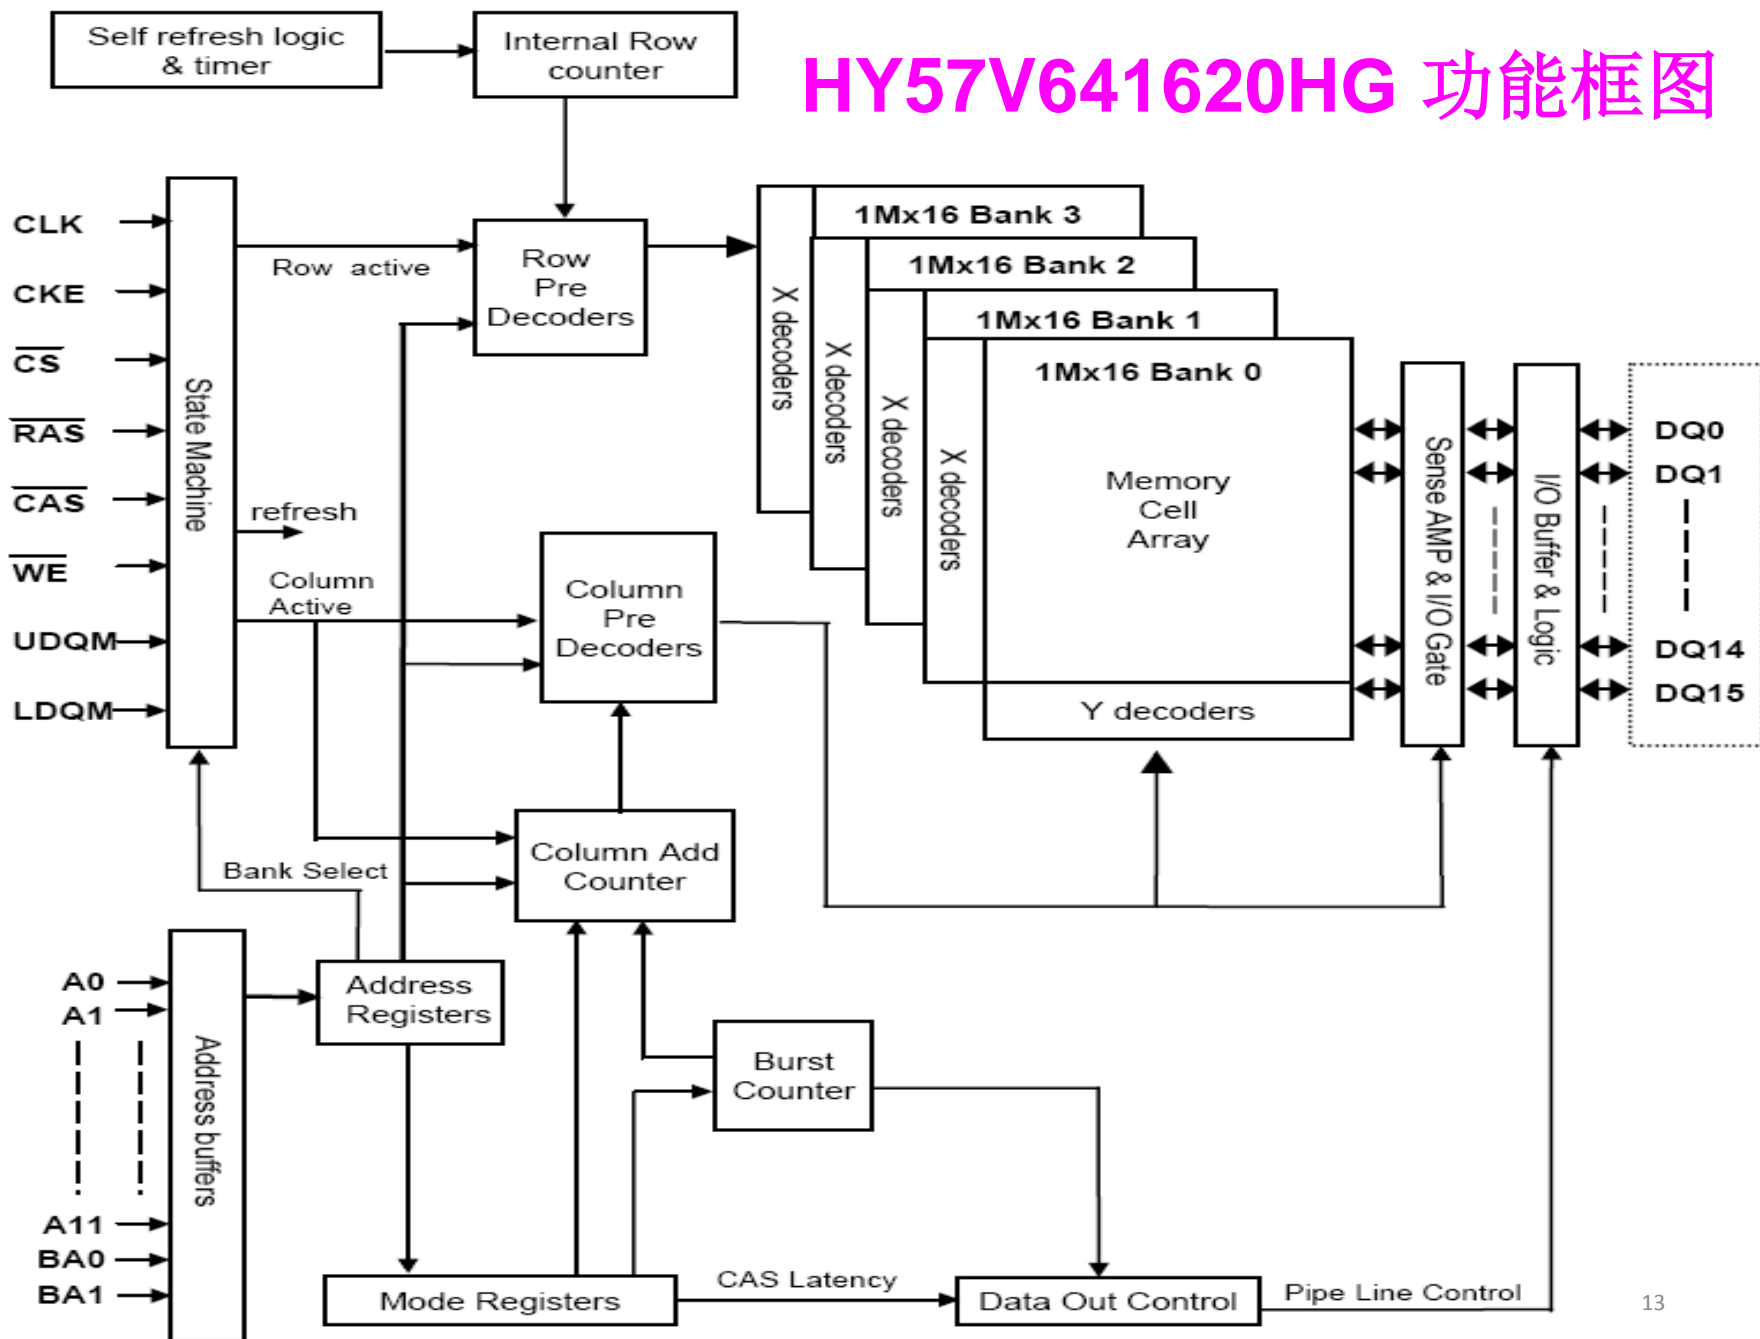 Self refresh logic
& timer
Internal Row
counter
HY57V641620HG 功能框图
CLK
CKE
CS
RAS
CAS
WE
UDQM
LDQM
State Machine
Row active
refresh
Column
Active
Bank Select
Row
Pre
Decoders
Column
Pre
Decoders
Column Add
Counter
1Mx16 Bank 3
1Mx16 Bank 2
1Mx16 Bank 1
1Mx16 Bank 0
X decoders
X decoders
X decoders
X decoders
Memory
Cell
Array
Y decoders
Sense AMP & I/O Gate
I/O Buffer & Logic
DQ0
DQ1
DQ14
DQ15
A0
A1
A11
BA0
BA1
Address buffers
Address
Registers
Burst
Counter
Mode Registers
CAS Latency
Data Out Control
Pipe Line Control
13